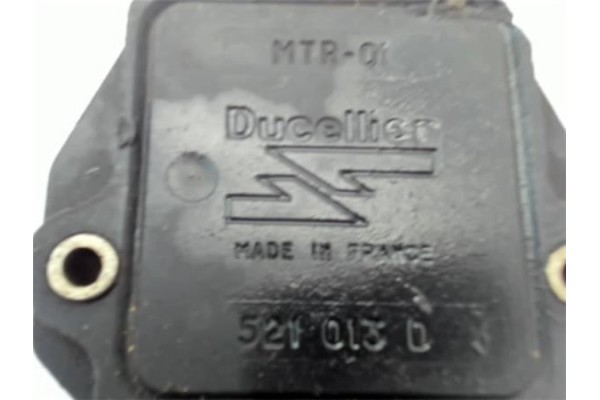 MTR-01
Ducellier
MADE IN FRANCE
521 013 D